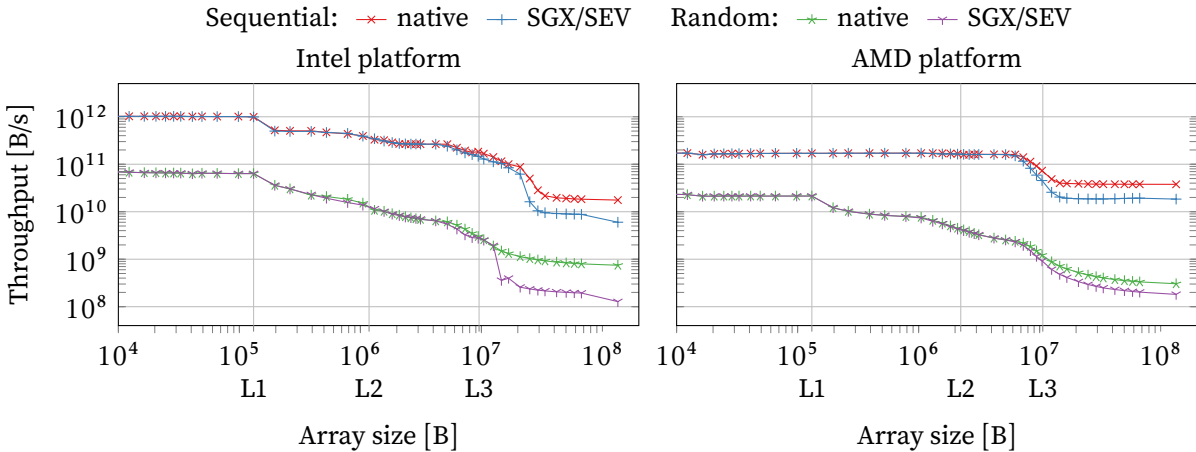 Sequential: native SGX/SEV Random: native SGX/SEV
Intel platform AMD platform
Throughput [B/s]
10^12
10^11
10^10
10^9
10^8
10^4 10^5 10^6 10^7 10^8 10^4 10^5 10^6 10^7 10^8
L1 L2 L3 L1 L2 L3
Array size [B] Array size [B]